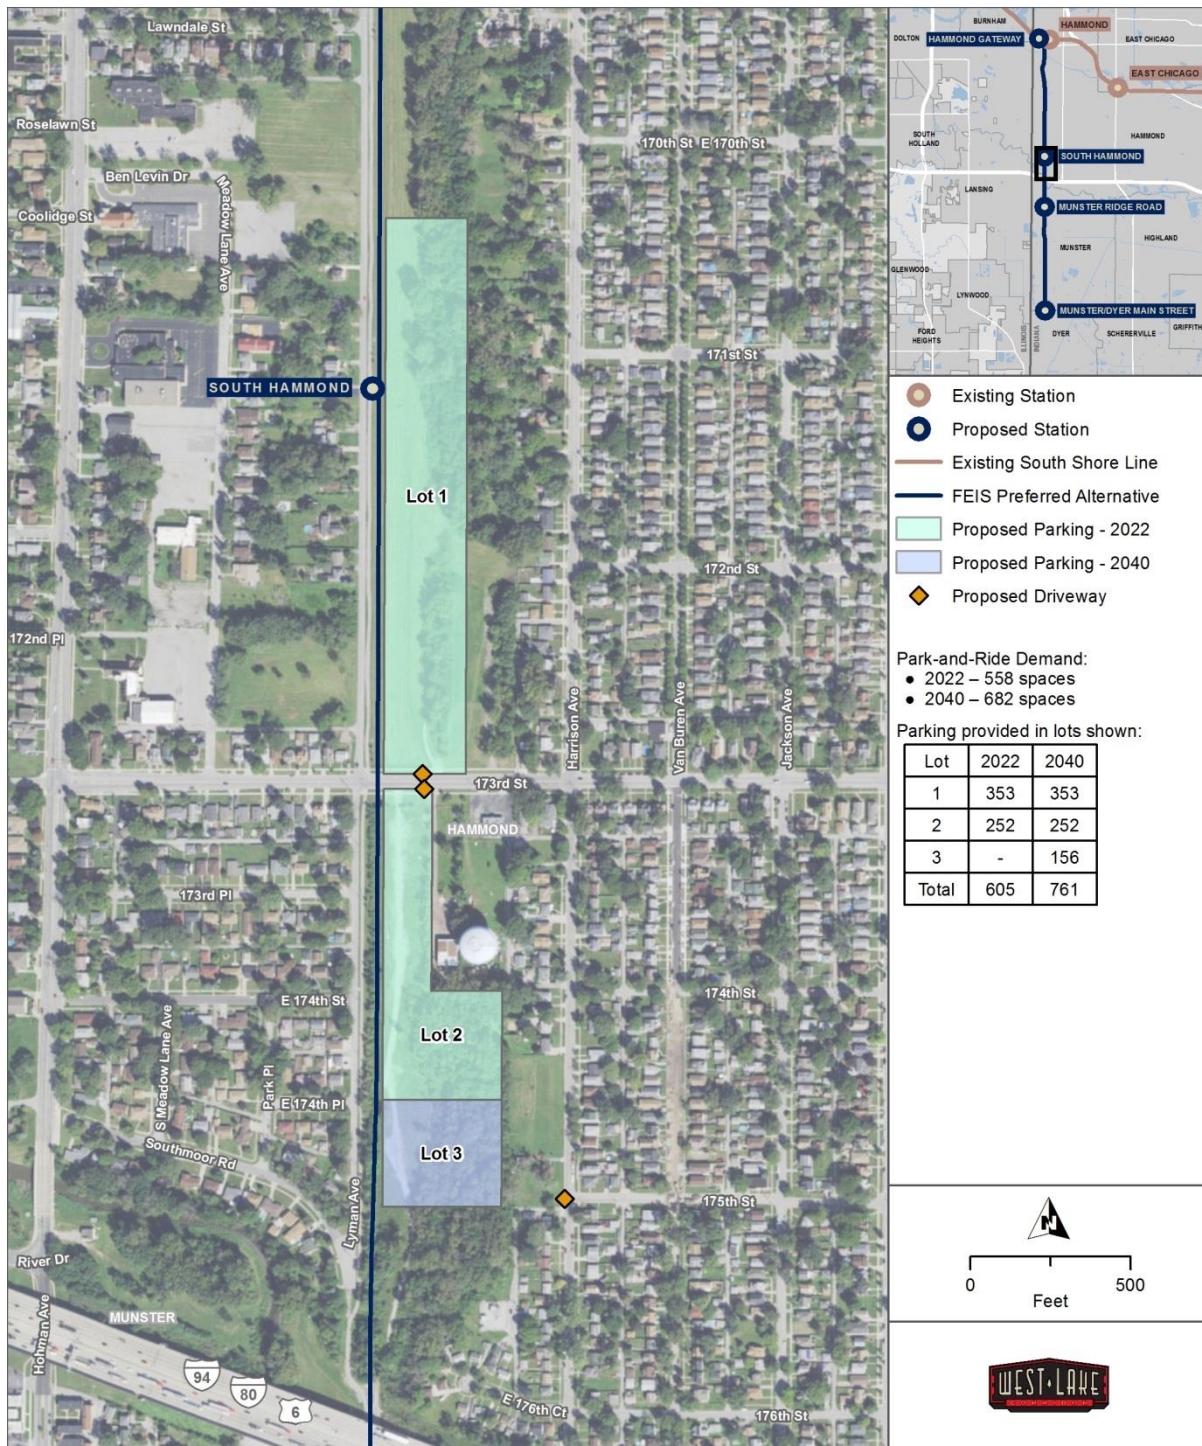 Lawndale St
Roselawn St
Ben Levin Dr
Coolidge St
Meadow Lane Ave
170th St E 170th St
SOUTH HAMMOND
171st St
Lot 1
172nd St
172nd Pl
Harrison Ave
Van Buren Ave
Jackson Ave
173rd St
HAMMOND
173rd Pl
E 174th St
174th St
S Meadow Lane Ave
Park Pl
Lot 2
E 174th Pl
Southmoor Rd
Lot 3
Lyman Ave
175th St
River Dr
MUNSTER
Hohman Ave
94
80
6
E 176th Ct
176th St
BURNHAM
HAMMOND
DOLTON
HAMMOND GATEWAY
EAST CHICAGO
EAST CHICAGO
SOUTH
HOLLAND
HAMMOND
SOUTH HAMMOND
LANSING
MUNSTER RIDGE ROAD
HIGHLAND
MUNSTER
GLENWOOD
LYNWOOD
MUNSTER/DYER MAIN STREET
FORD
HEIGHTS
ILLINOIS
INDIANA
DYER
SCHERERVILLE
GRIFFITH
Existing Station
Proposed Station
Existing South Shore Line
FEIS Preferred Alternative
Proposed Parking - 2022
Proposed Parking - 2040
Proposed Driveway
Park-and-Ride Demand:
● 2022 – 558 spaces
● 2040 – 682 spaces
Parking provided in lots shown:
Lot 2022 2040
1 353 353
2 252 252
3 - 156
Total 605 761
N
0 500
Feet
WEST LAKE